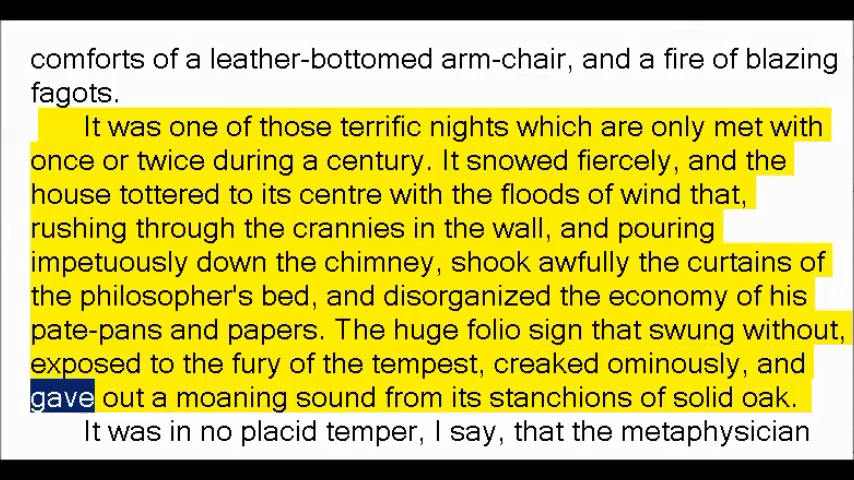 comforts of a leather-bottomed arm-chair, and a fire of blazing
fagots.
It was one of those terrific nights which are only met with
once or twice during a century. It snowed fiercely, and the
house tottered to its centre with the floods of wind that,
rushing through the crannies in the wall, and pouring
impetuously down the chimney, shook awfully the curtains of
the philosopher's bed, and disorganized the economy of his
pate-pans and papers. The huge folio sign that swung without,
exposed to the fury of the tempest, creaked ominously, and
gave out a moaning sound from its stanchions of solid oak.
It was in no placid temper, I say, that the metaphysician